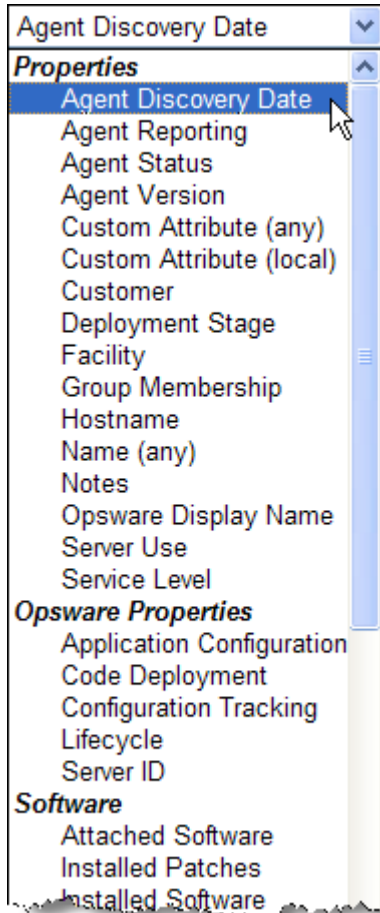 Agent Discovery Date
Properties
Agent Discovery Date
Agent Reporting
Agent Status
Agent Version
Custom Attribute (any)
Custom Attribute (local)
Customer
Deployment Stage
Facility
Group Membership
Hostname
Name (any)
Notes
Opsware Display Name
Server Use
Service Level
Opsware Properties
Application Configuration
Code Deployment
Configuration Tracking
Lifecycle
Server ID
Software
Attached Software
Installed Patches
Installed Software